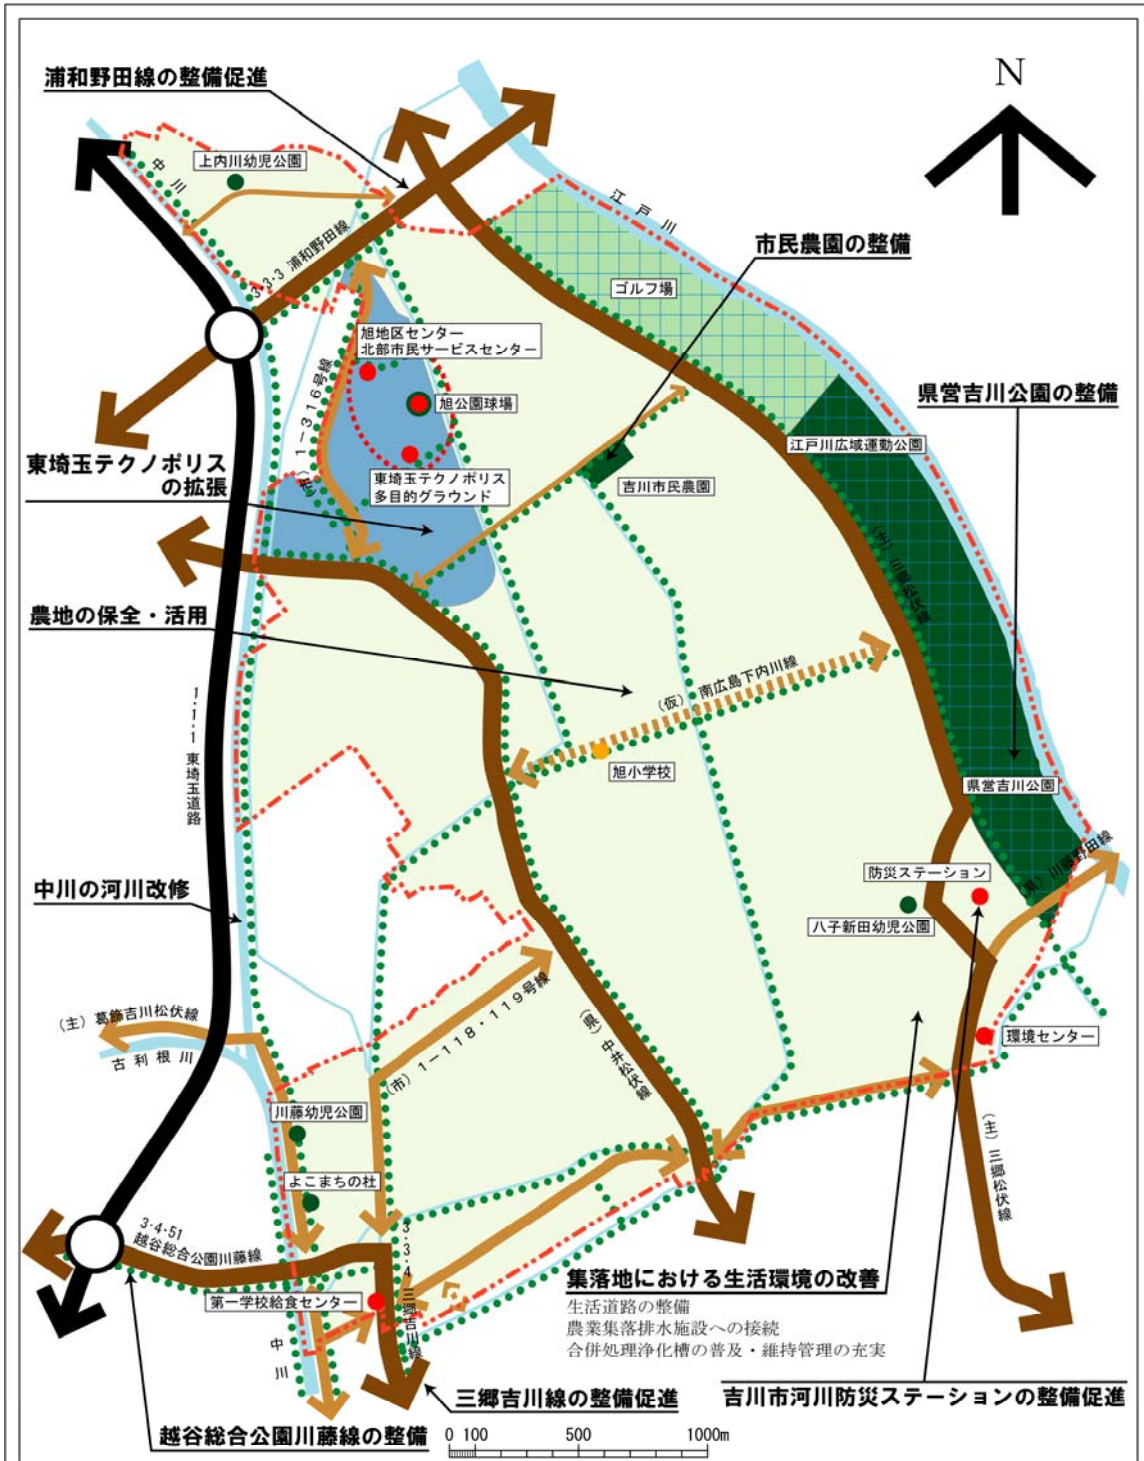 浦和野田線の整備促進
N
中川
上内川幼児公園
江戸川
3・3・3 浦和野田線
市民農園の整備
ゴルフ場
旭地区センター
北部市民サービスセンター
(市)1－316号線
旭公園球場
県営吉川公園の整備
江戸川広域運動公園
東埼玉テクノポリス
の拡張
東埼玉テクノポリス
多目的グラウンド
吉川市民農園
(主)三郷松伏線
農地の保全・活用
(仮) 南広島下内川線
1・1・1 東埼玉道路
旭小学校
県営吉川公園
(県)川藤野田線
中川の河川改修
防災ステーション
八子新田幼児公園
(主)葛飾吉川松伏線
古利根川
(市)1－118・119号線
(県)中井松伏線
環境センター
川藤幼児公園
(主)三郷松伏線
よこまちの杜
3・4・51
越谷総合公園川藤線
3・3・4 三郷吉川線
第一学校給食センター
中川
集落地における生活環境の改善
生活道路の整備
農業集落排水施設への接続
合併処理浄化槽の普及・維持管理の充実
三郷吉川線の整備促進
吉川市河川防災ステーションの整備促進
越谷総合公園川藤線の整備
0 100 500 1000m